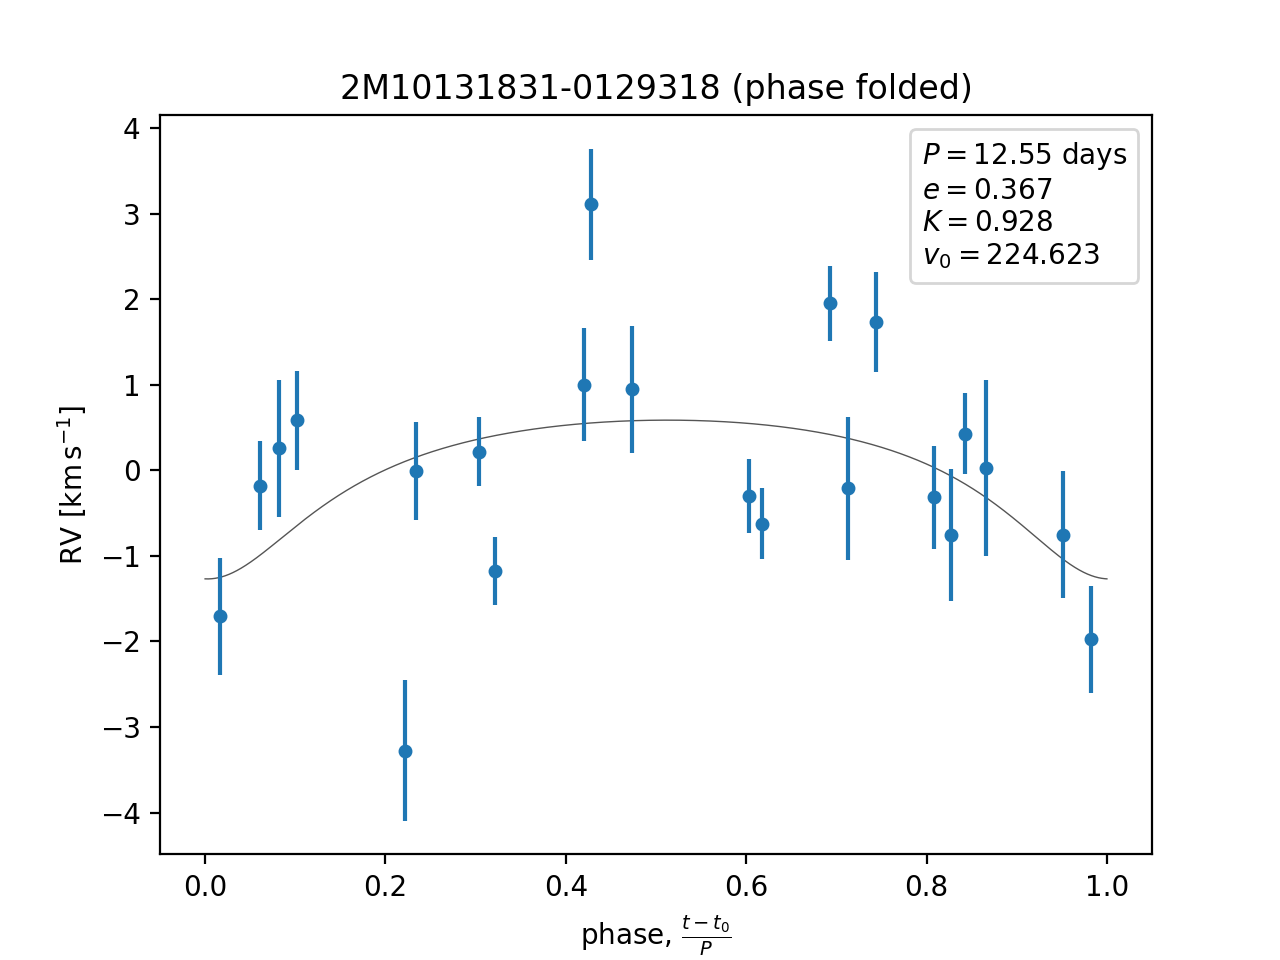 2M10131831-0129318 (phase folded)
P = 12.55 days
e = 0.367
K = 0.928
v₀ = 224.623
4
3
2
1
0
−1
−2
−3
−4
RV [km s⁻¹]
0.0 0.2 0.4 0.6 0.8 1.0
phase, (t − t₀)/P